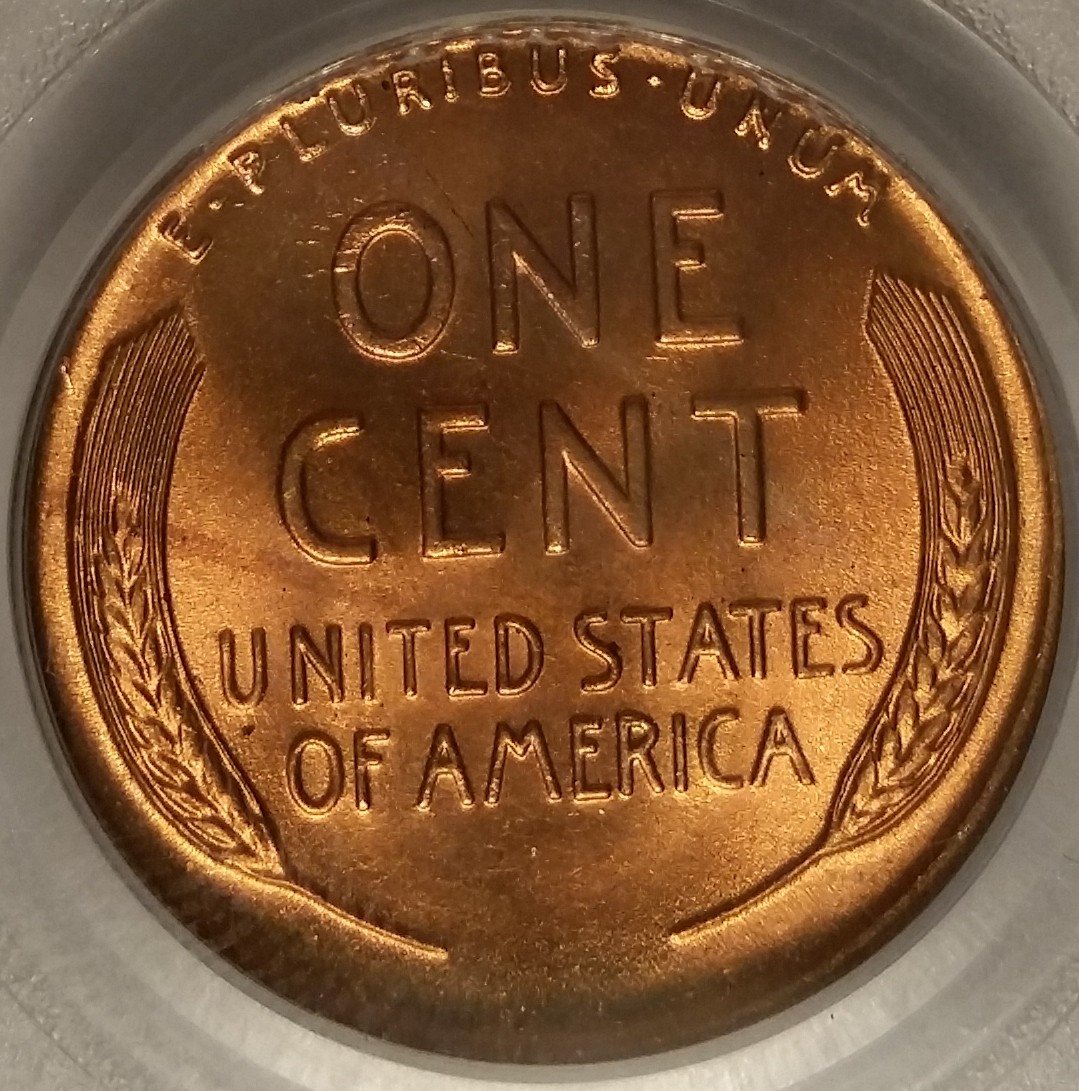 E · PLURIBUS · UNUM
ONE
CENT
UNITED STATES
OF AMERICA